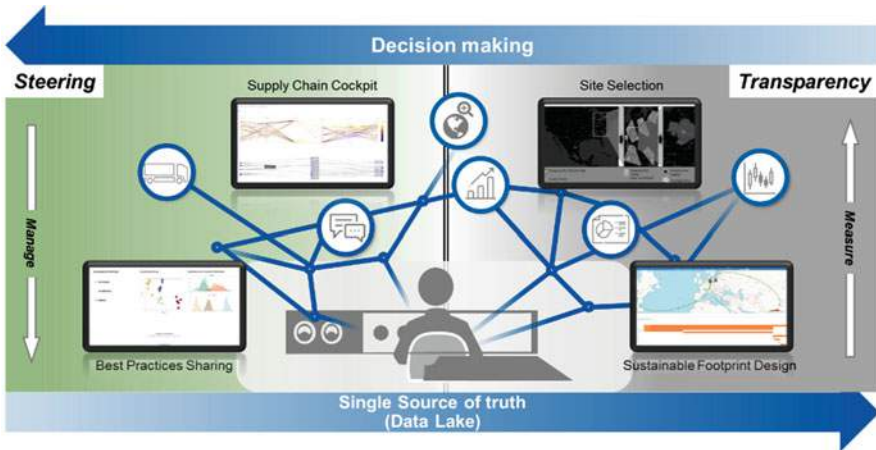 Decision making
Steering
Supply Chain Cockpit
Site Selection
Transparency
Manage
Measure
Best Practices Sharing
Sustainable Footprint Design
Single Source of truth
(Data Lake)